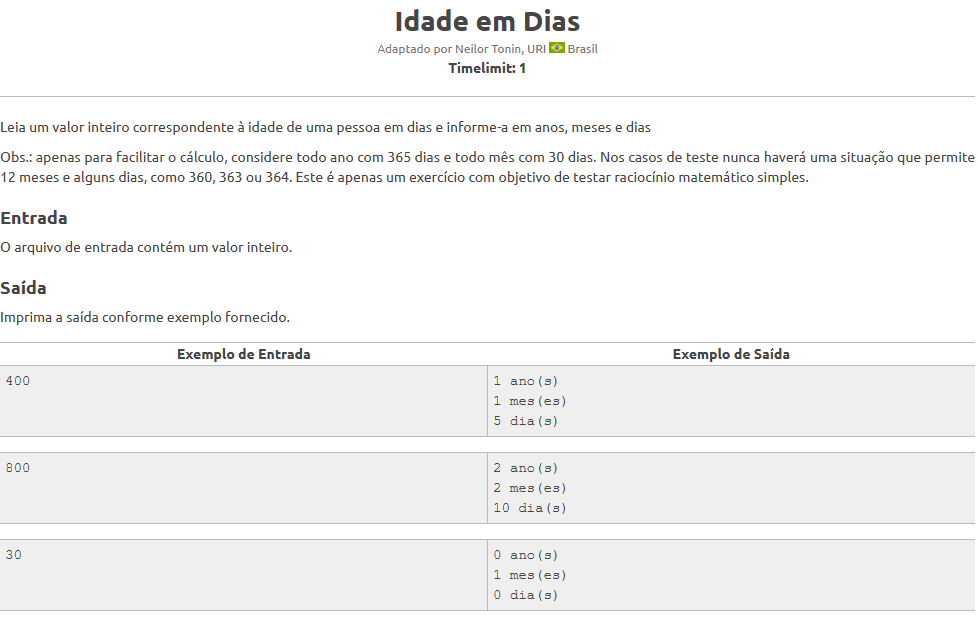 Idade em Dias
Adaptado por Neilor Tonin, URI Brasil
Timelimit: 1
Leia um valor inteiro correspondente à idade de uma pessoa em dias e informe-a em anos, meses e dias
Obs.: apenas para facilitar o cálculo, considere todo ano com 365 dias e todo mês com 30 dias. Nos casos de teste nunca haverá uma situação que permite
12 meses e alguns dias, como 360, 363 ou 364. Este é apenas um exercício com objetivo de testar raciocínio matemático simples.
Entrada
O arquivo de entrada contém um valor inteiro.
Saída
Imprima a saída conforme exemplo fornecido.
Exemplo de Entrada Exemplo de Saída
400 1 ano(s)
1 mes(es)
5 dia(s)
800 2 ano(s)
2 mes(es)
10 dia(s)
30 0 ano(s)
1 mes(es)
0 dia(s)